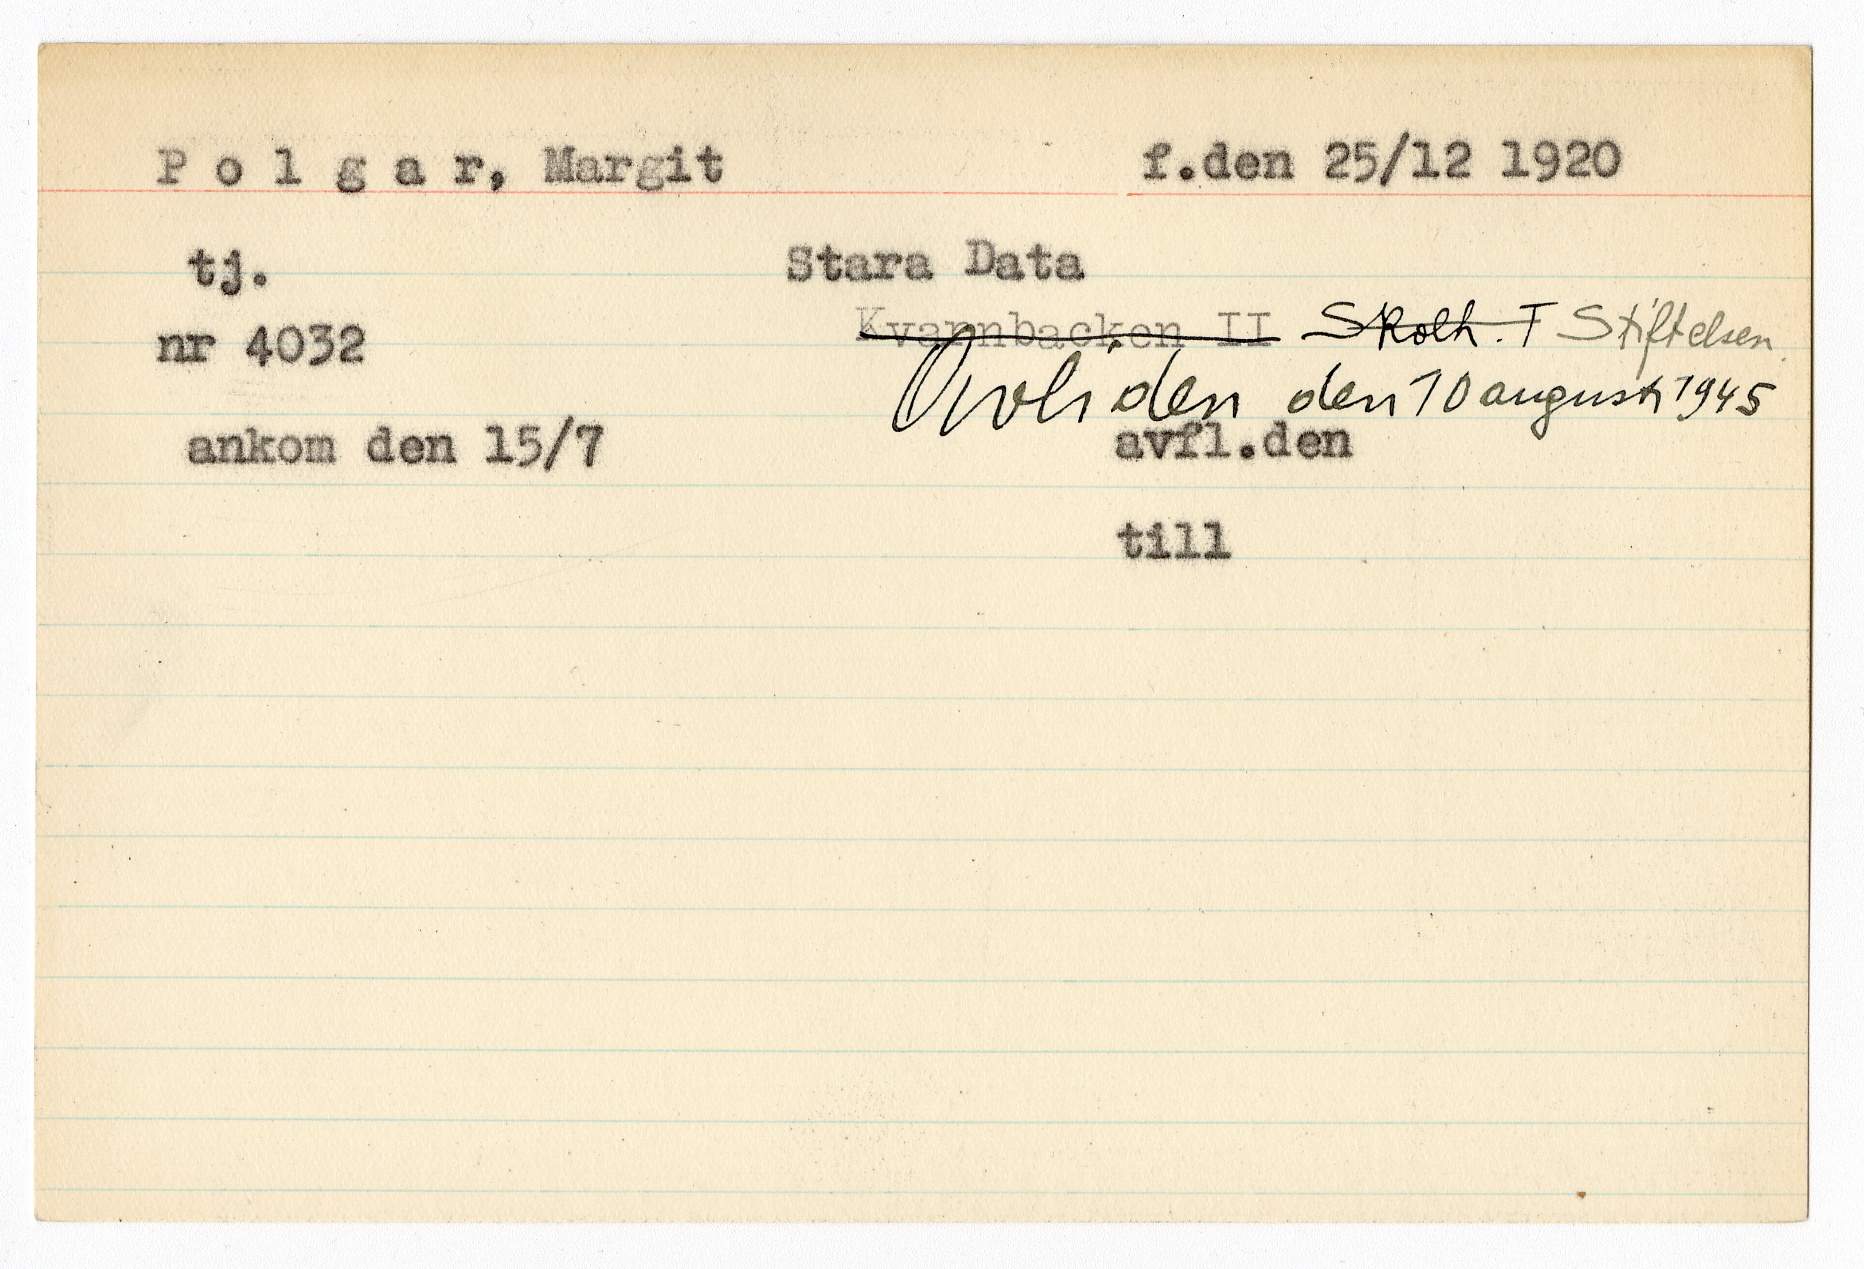 P o l g a r, Margit f.den 25/12 1920
tj. Stara Data
nr 4032 Kvarnbacken II Skolh. I Stiftelsen.
den 10 augusti 1945
ankom den 15/7 avfl.den
till